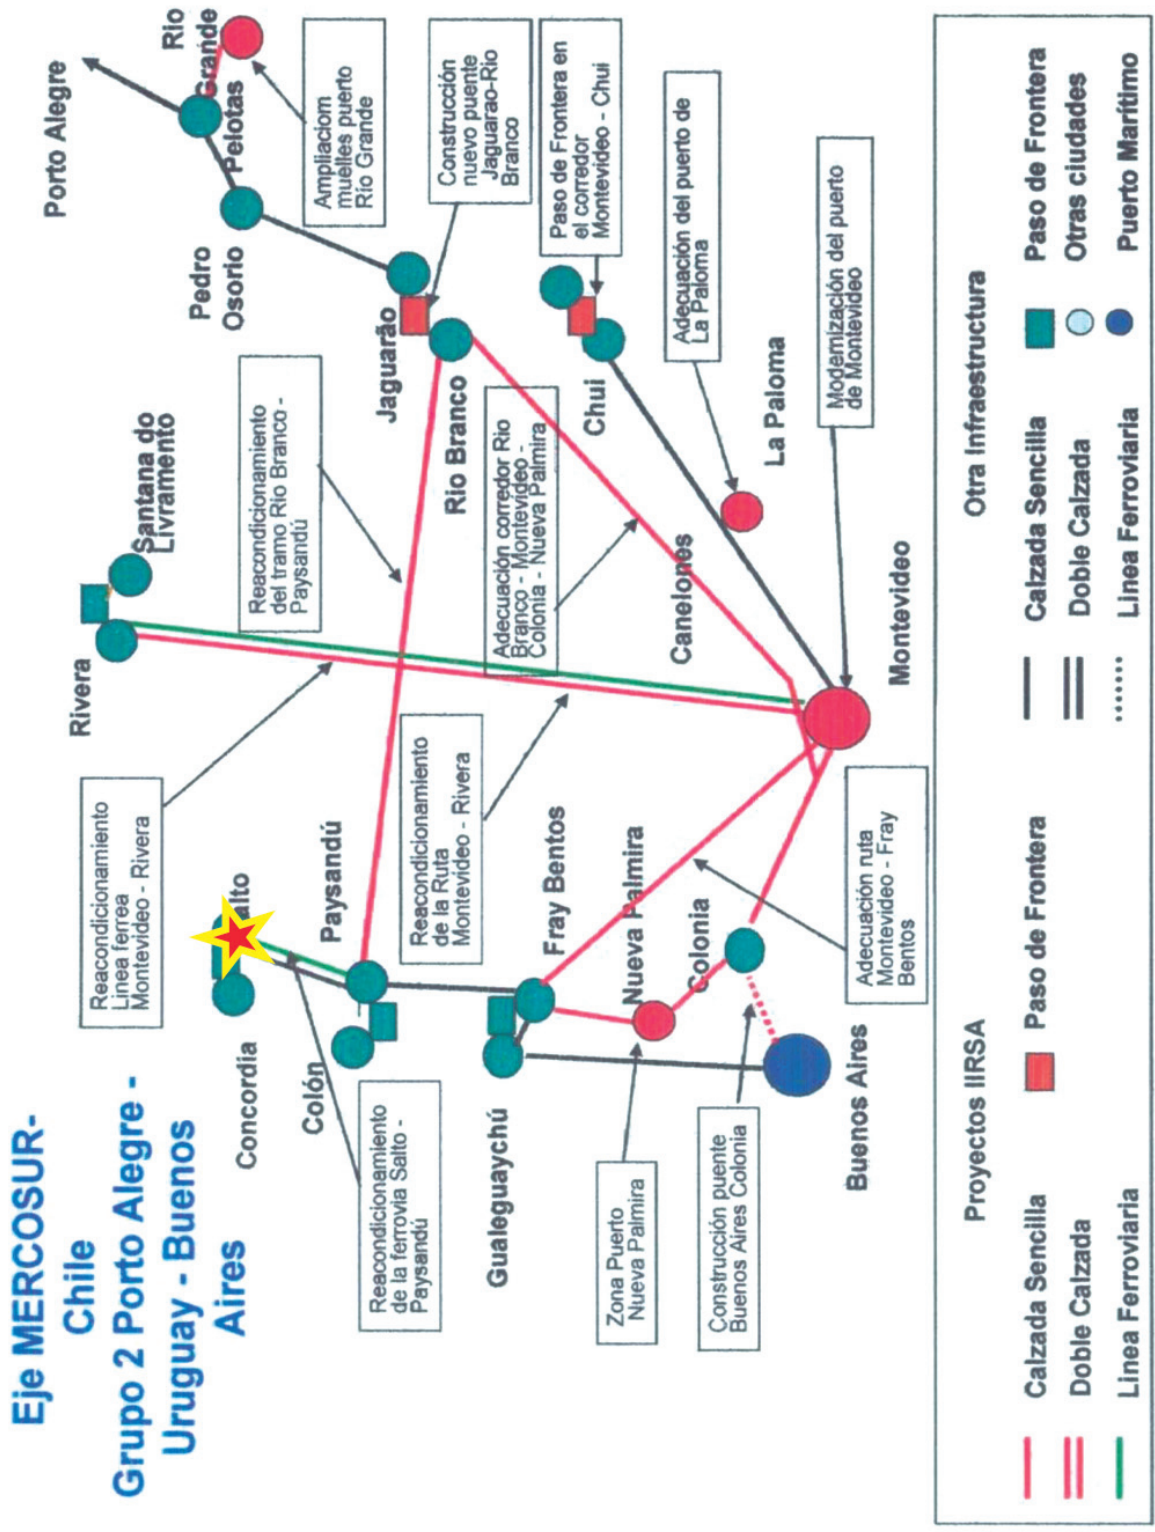 Eje MERCOSUR-
Chile
Grupo 2 Porto Alegre -
Uruguay - Buenos
Aires
Reacondicionamiento
Linea ferrea
Montevideo - Rivera
Rivera
Santana do
Livramento
Porto Alegre
Rio
Grande
Pelotas
Pedro
Osorio
Ampliaciom
muelles puerto
Río Grande
Concordia
alto
Reacondicionamiento
del tramo Rio Branco -
Paysandú
Colón
Paysandú
Jaguarão
Construcción
nuevo puente
Jaguarao-Rio
Branco
Reacondicionamiento
de la ferrovia Salto -
Paysandú
Reacondicionamiento
de la Ruta
Montevideo - Rivera
Rio Branco
Gualeguaychú
Fray Bentos
Adecuación corredor Rio
Branco - Montevideo -
Colonia - Nueva Palmira
Paso de Frontera en
el corredor
Montevideo - Chui
Chui
Zona Puerto
Nueva Palmira
Nueva Palmira
Canelones
Adecuación del puerto de
La Paloma
La Paloma
Construcción puente
Buenos Aires Colonia
Colonia
Modernización del puerto
de Montevideo
Buenos Aires
Adecuación ruta
Montevideo - Fray
Bentos
Montevideo
Proyectos IIRSA
Otra Infraestructura
Calzada Sencilla
Paso de Frontera
Calzada Sencilla
Paso de Frontera
Doble Calzada
Doble Calzada
Otras ciudades
Linea Ferroviaria
Linea Ferroviaria
Puerto Marítimo